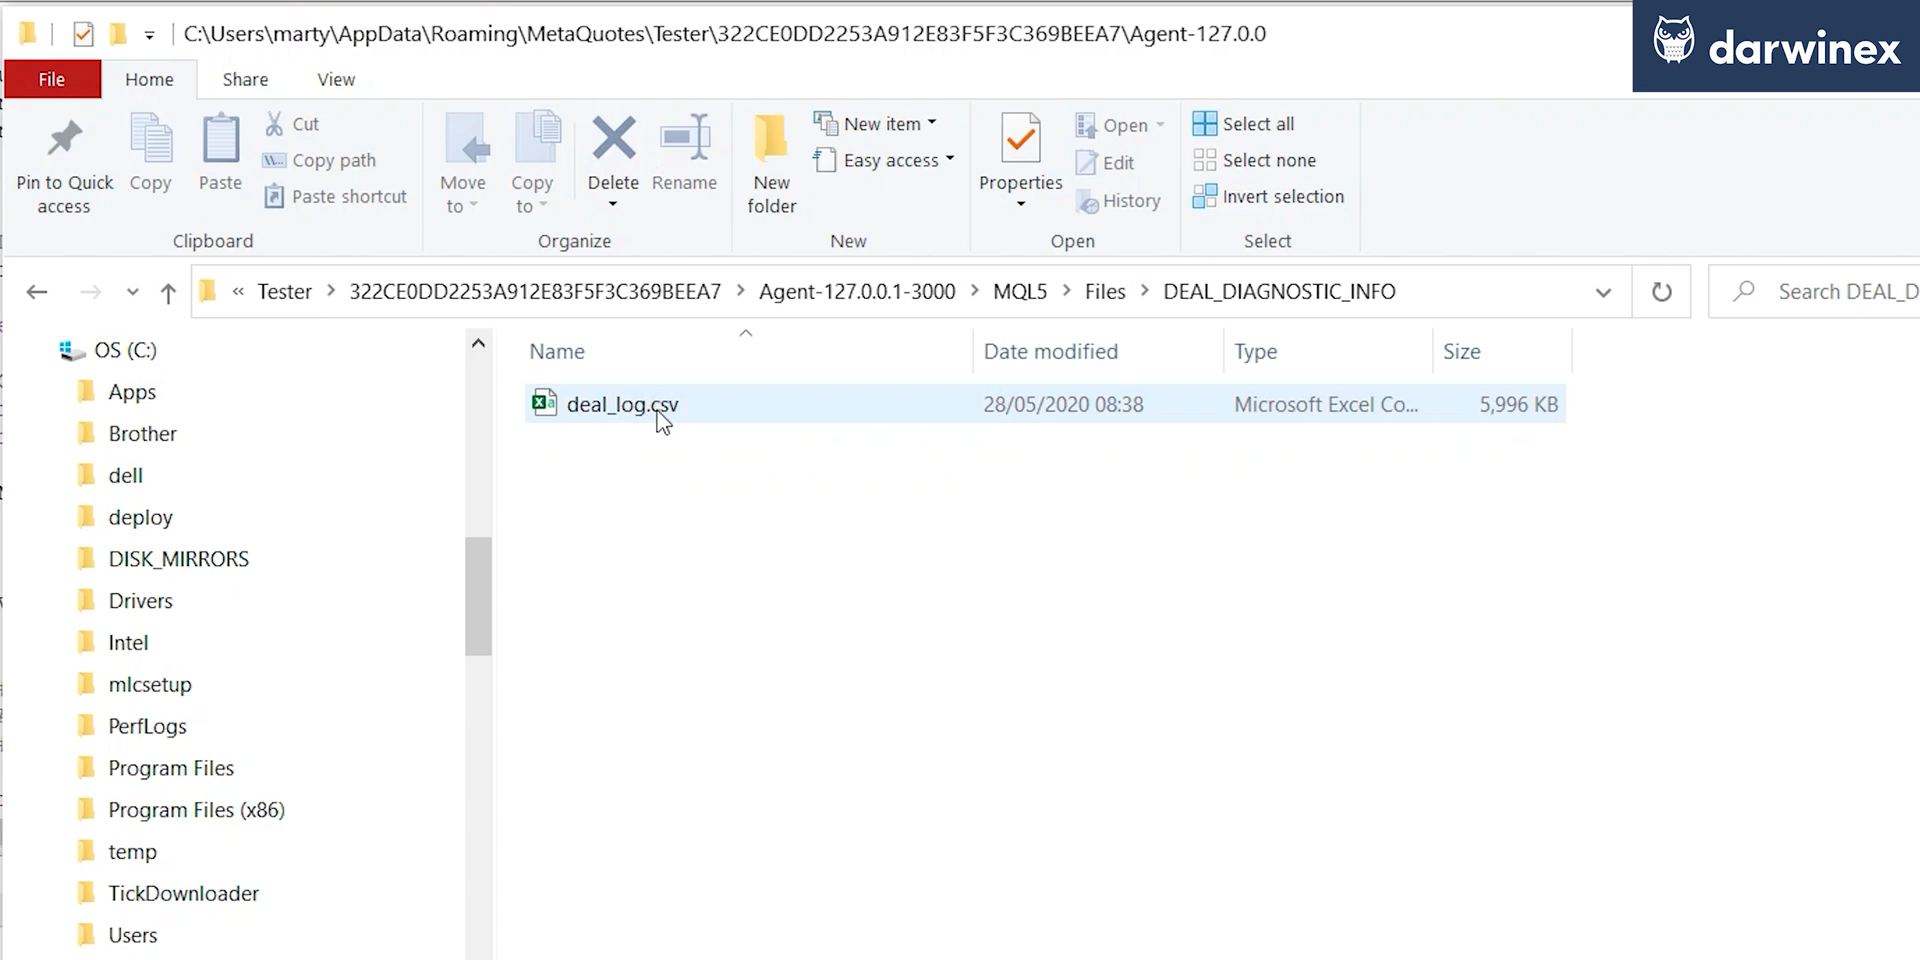 C:\Users\marty\AppData\Roaming\MetaQuotes\Tester\322CE0DD2253A912E83F5F3C369BEEA7\Agent-127.0.0
darwinex
File Home Share View
Pin to Quick access
Copy
Paste
Cut
Copy path
Paste shortcut
Clipboard
Move to
Copy to
Delete
Rename
Organize
New folder
New item
Easy access
New
Properties
Open
Edit
History
Open
Select all
Select none
Invert selection
Select
« Tester > 322CE0DD2253A912E83F5F3C369BEEA7 > Agent-127.0.0.1-3000 > MQL5 > Files > DEAL_DIAGNOSTIC_INFO
Search DEAL_D
OS (C:)
Apps
Brother
dell
deploy
DISK_MIRRORS
Drivers
Intel
mlcsetup
PerfLogs
Program Files
Program Files (x86)
temp
TickDownloader
Users
Name Date modified Type Size
deal_log.csv 28/05/2020 08:38 Microsoft Excel Co... 5,996 KB